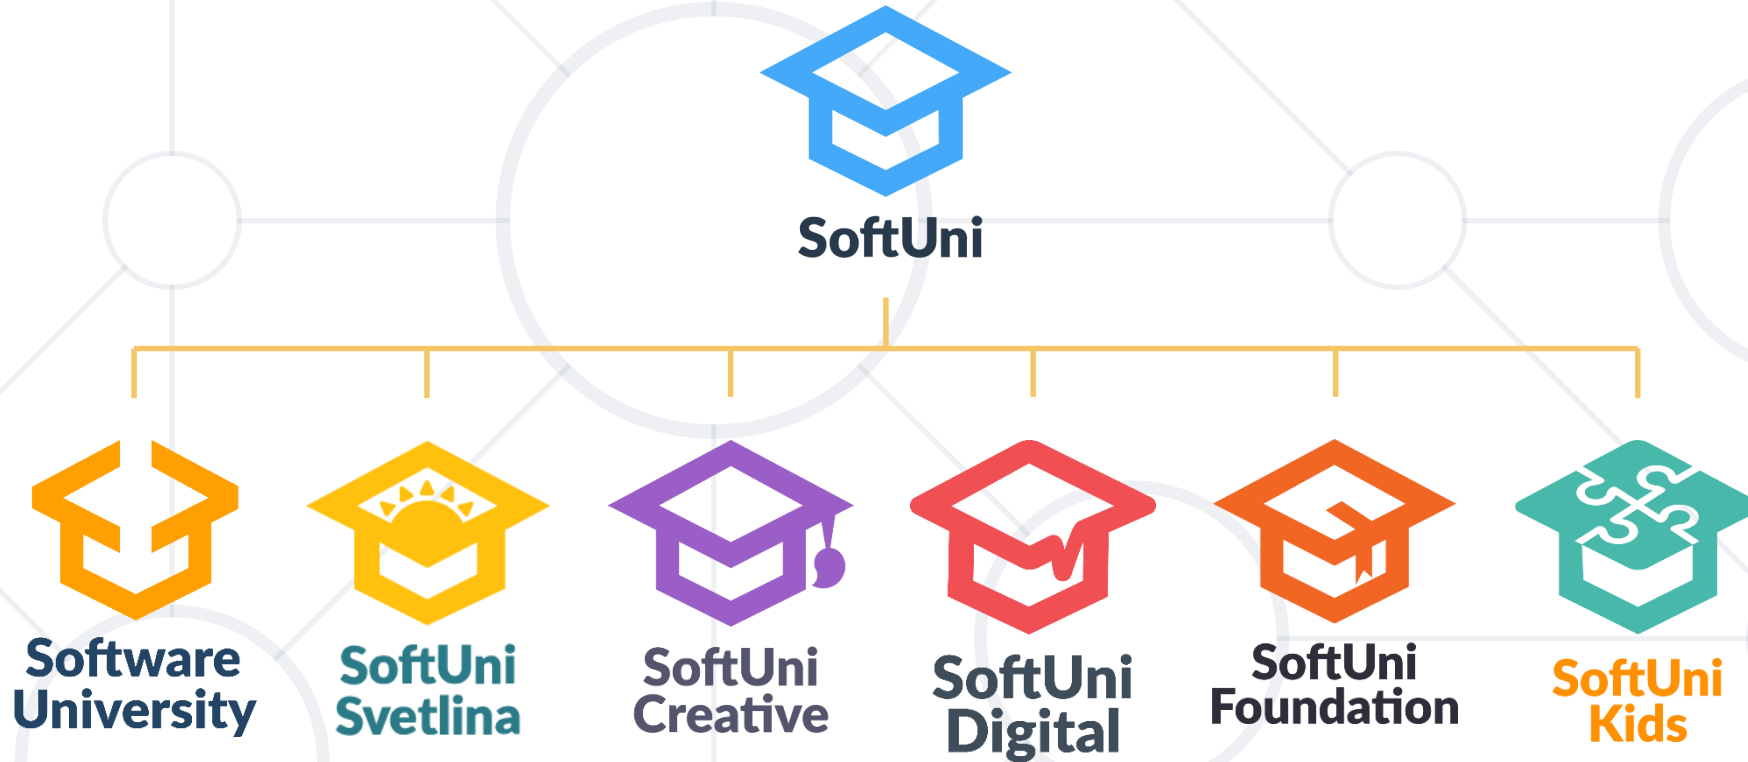 SoftUni
Software
University
SoftUni
Svetlina
SoftUni
Creative
SoftUni
Digital
SoftUni
Foundation
SoftUni
Kids